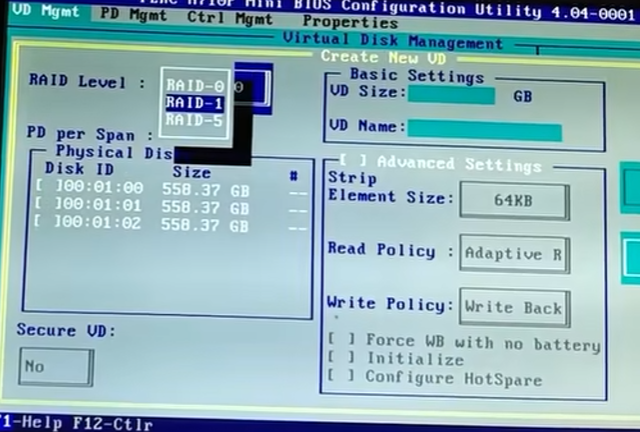 H710P Mini BIOS Configuration Utility 4.04-0001
VD Mgmt PD Mgmt Ctrl Mgmt Properties
Virtual Disk Management
Create New VD
RAID Level :
RAID-0
RAID-1
RAID-5
0
PD per Span :
Physical Dis
Disk ID Size #
[ ]00:01:00 558.37 GB --
[ ]00:01:01 558.37 GB --
[ ]00:01:02 558.37 GB --
Secure VD:
No
Basic Settings
VD Size: GB
VD Name:
[ ] Advanced Settings
Strip
Element Size: 64KB
Read Policy : Adaptive R
Write Policy: Write Back
[ ] Force WB with no battery
[ ] Initialize
[ ] Configure HotSpare
1-Help F12-Ctlr